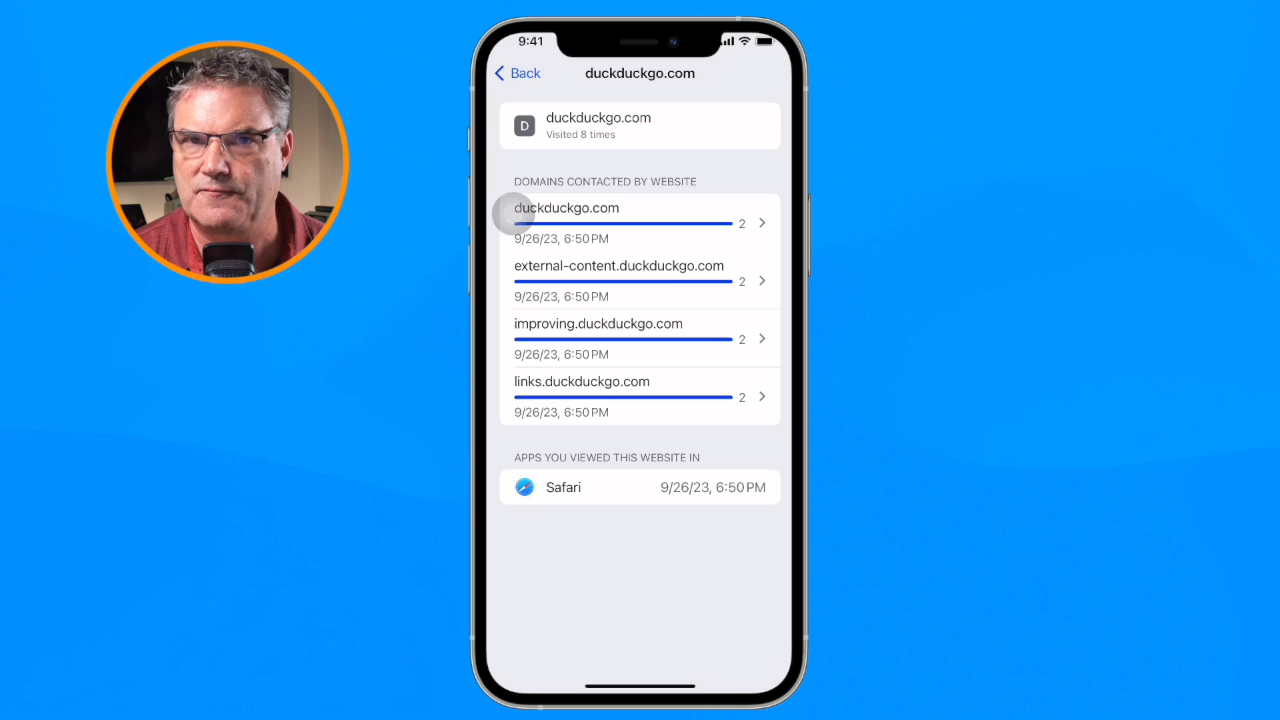 9:41
Back
duckduckgo.com
D
duckduckgo.com
Visited 8 times
DOMAINS CONTACTED BY WEBSITE
duckduckgo.com
2
9/26/23, 6:50 PM
external-content.duckduckgo.com
2
9/26/23, 6:50 PM
improving.duckduckgo.com
2
9/26/23, 6:50 PM
links.duckduckgo.com
2
9/26/23, 6:50 PM
APPS YOU VIEWED THIS WEBSITE IN
Safari 9/26/23, 6:50 PM